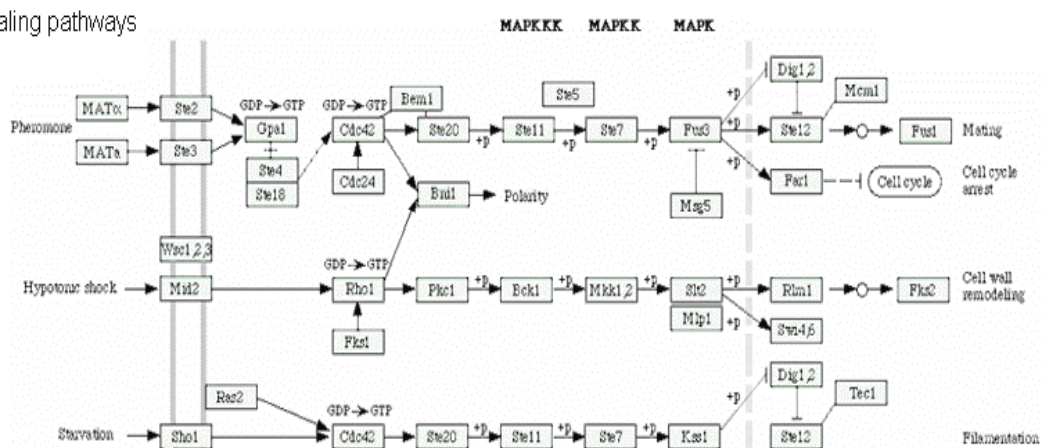 aling pathways
MAPKKK MAPKK MAPK
Dig1,2
Mcm1
Ste5
Bem1
MATα Ste2 GDP→GTP GDP→GTP
Pheromone Gpa1 Cdc42 Ste20 +p Ste11 +p Ste7 +p Fus3 +p +p +p Ste12 Fus1 Mating
MATa Ste3
Ste4
Ste18 Cdc24 Bni1 Polarity Far1 Cell cycle Cell cycle arrest
Msg5
Wsc1,2,3
GDP→GTP
Hypotonic shock Mid2 Rho1 Pkc1 +p Bck1 +p Mkk1,2 +p Slt2 +p Rlm1 Fks2 Cell wall remodeling
Mlp1 +p Swi4,6
Fks1
Dig1,2
Ras2 +p Tec1
GDP→GTP
Starvation Sho1 Cdc42 Ste20 +p Ste11 +p Ste7 +p Kss1 Ste12 Filamentation